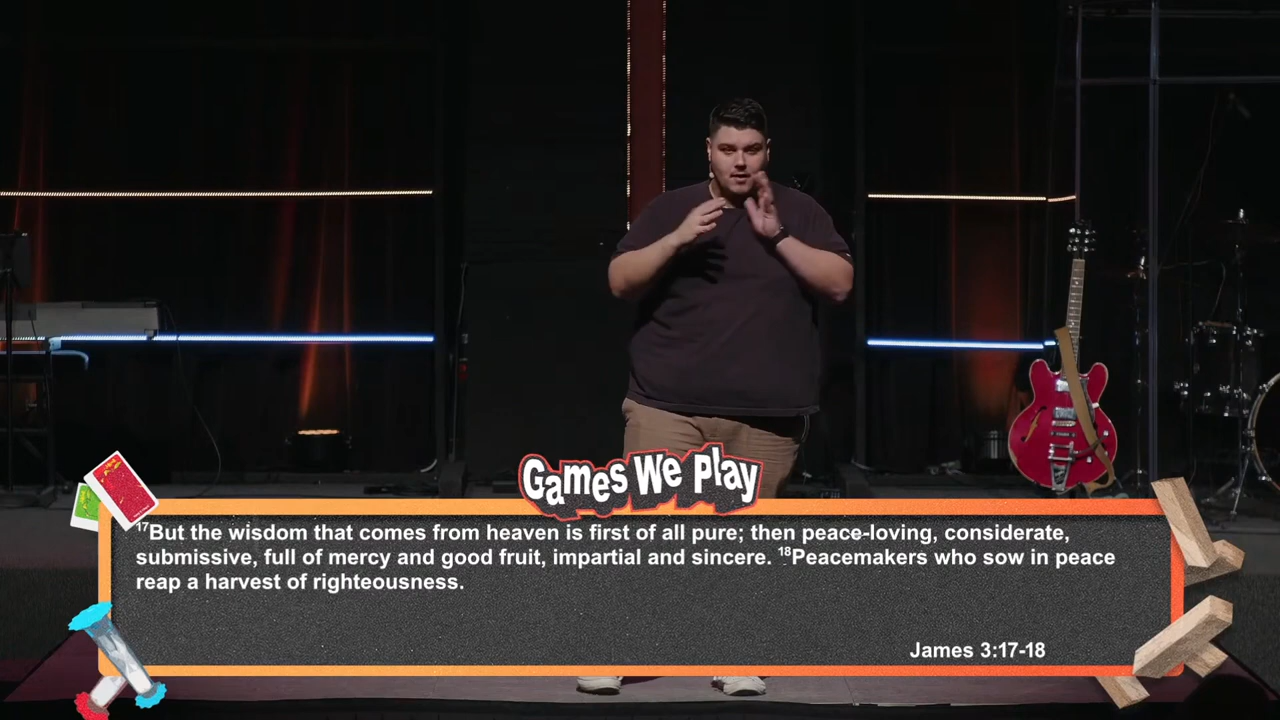 Games We Play
¹⁷But the wisdom that comes from heaven is first of all pure; then peace-loving, considerate,
submissive, full of mercy and good fruit, impartial and sincere. ¹⁸Peacemakers who sow in peace
reap a harvest of righteousness.
James 3:17-18